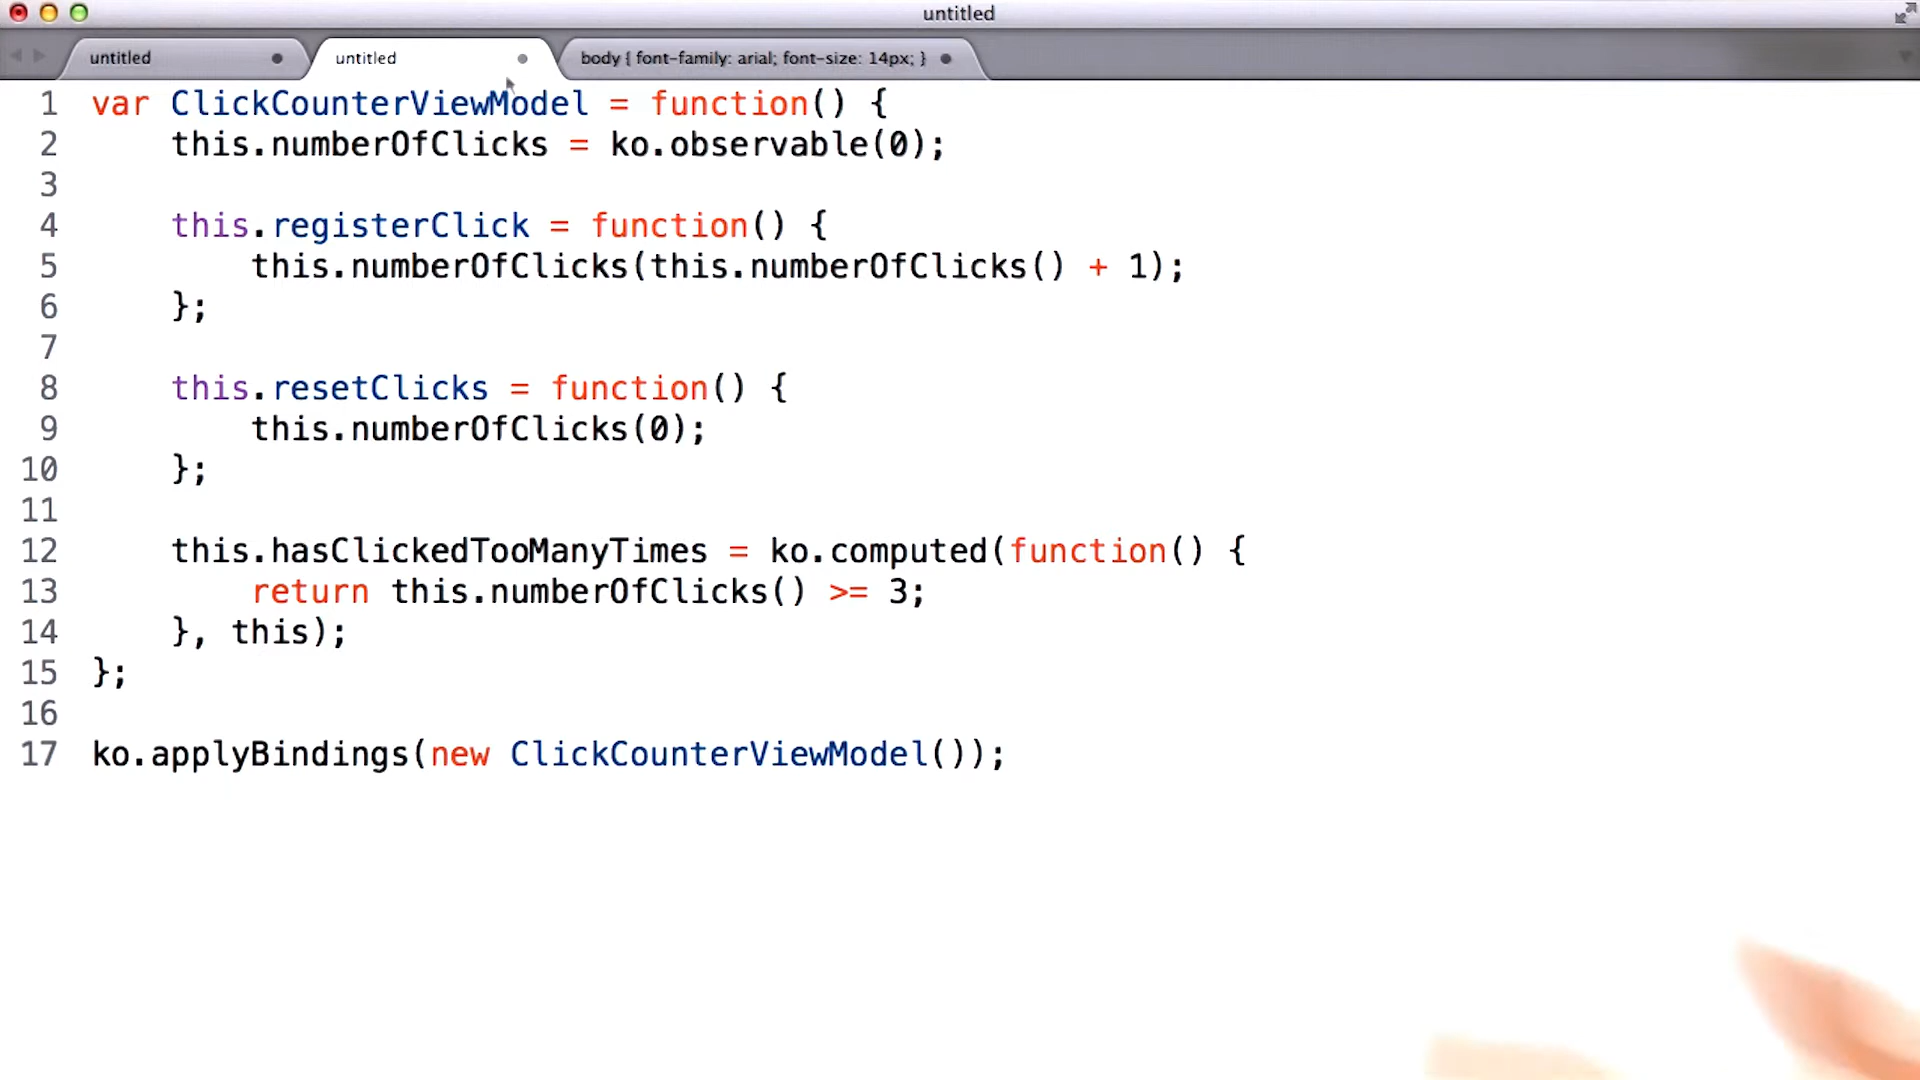 untitled
untitled
untitled
body { font-family: arial; font-size: 14px; }
1 var ClickCounterViewModel = function() {
2     this.numberOfClicks = ko.observable(0);
3
4     this.registerClick = function() {
5         this.numberOfClicks(this.numberOfClicks() + 1);
6     };
7
8     this.resetClicks = function() {
9         this.numberOfClicks(0);
10     };
11
12     this.hasClickedTooManyTimes = ko.computed(function() {
13         return this.numberOfClicks() >= 3;
14     }, this);
15 };
16
17 ko.applyBindings(new ClickCounterViewModel());